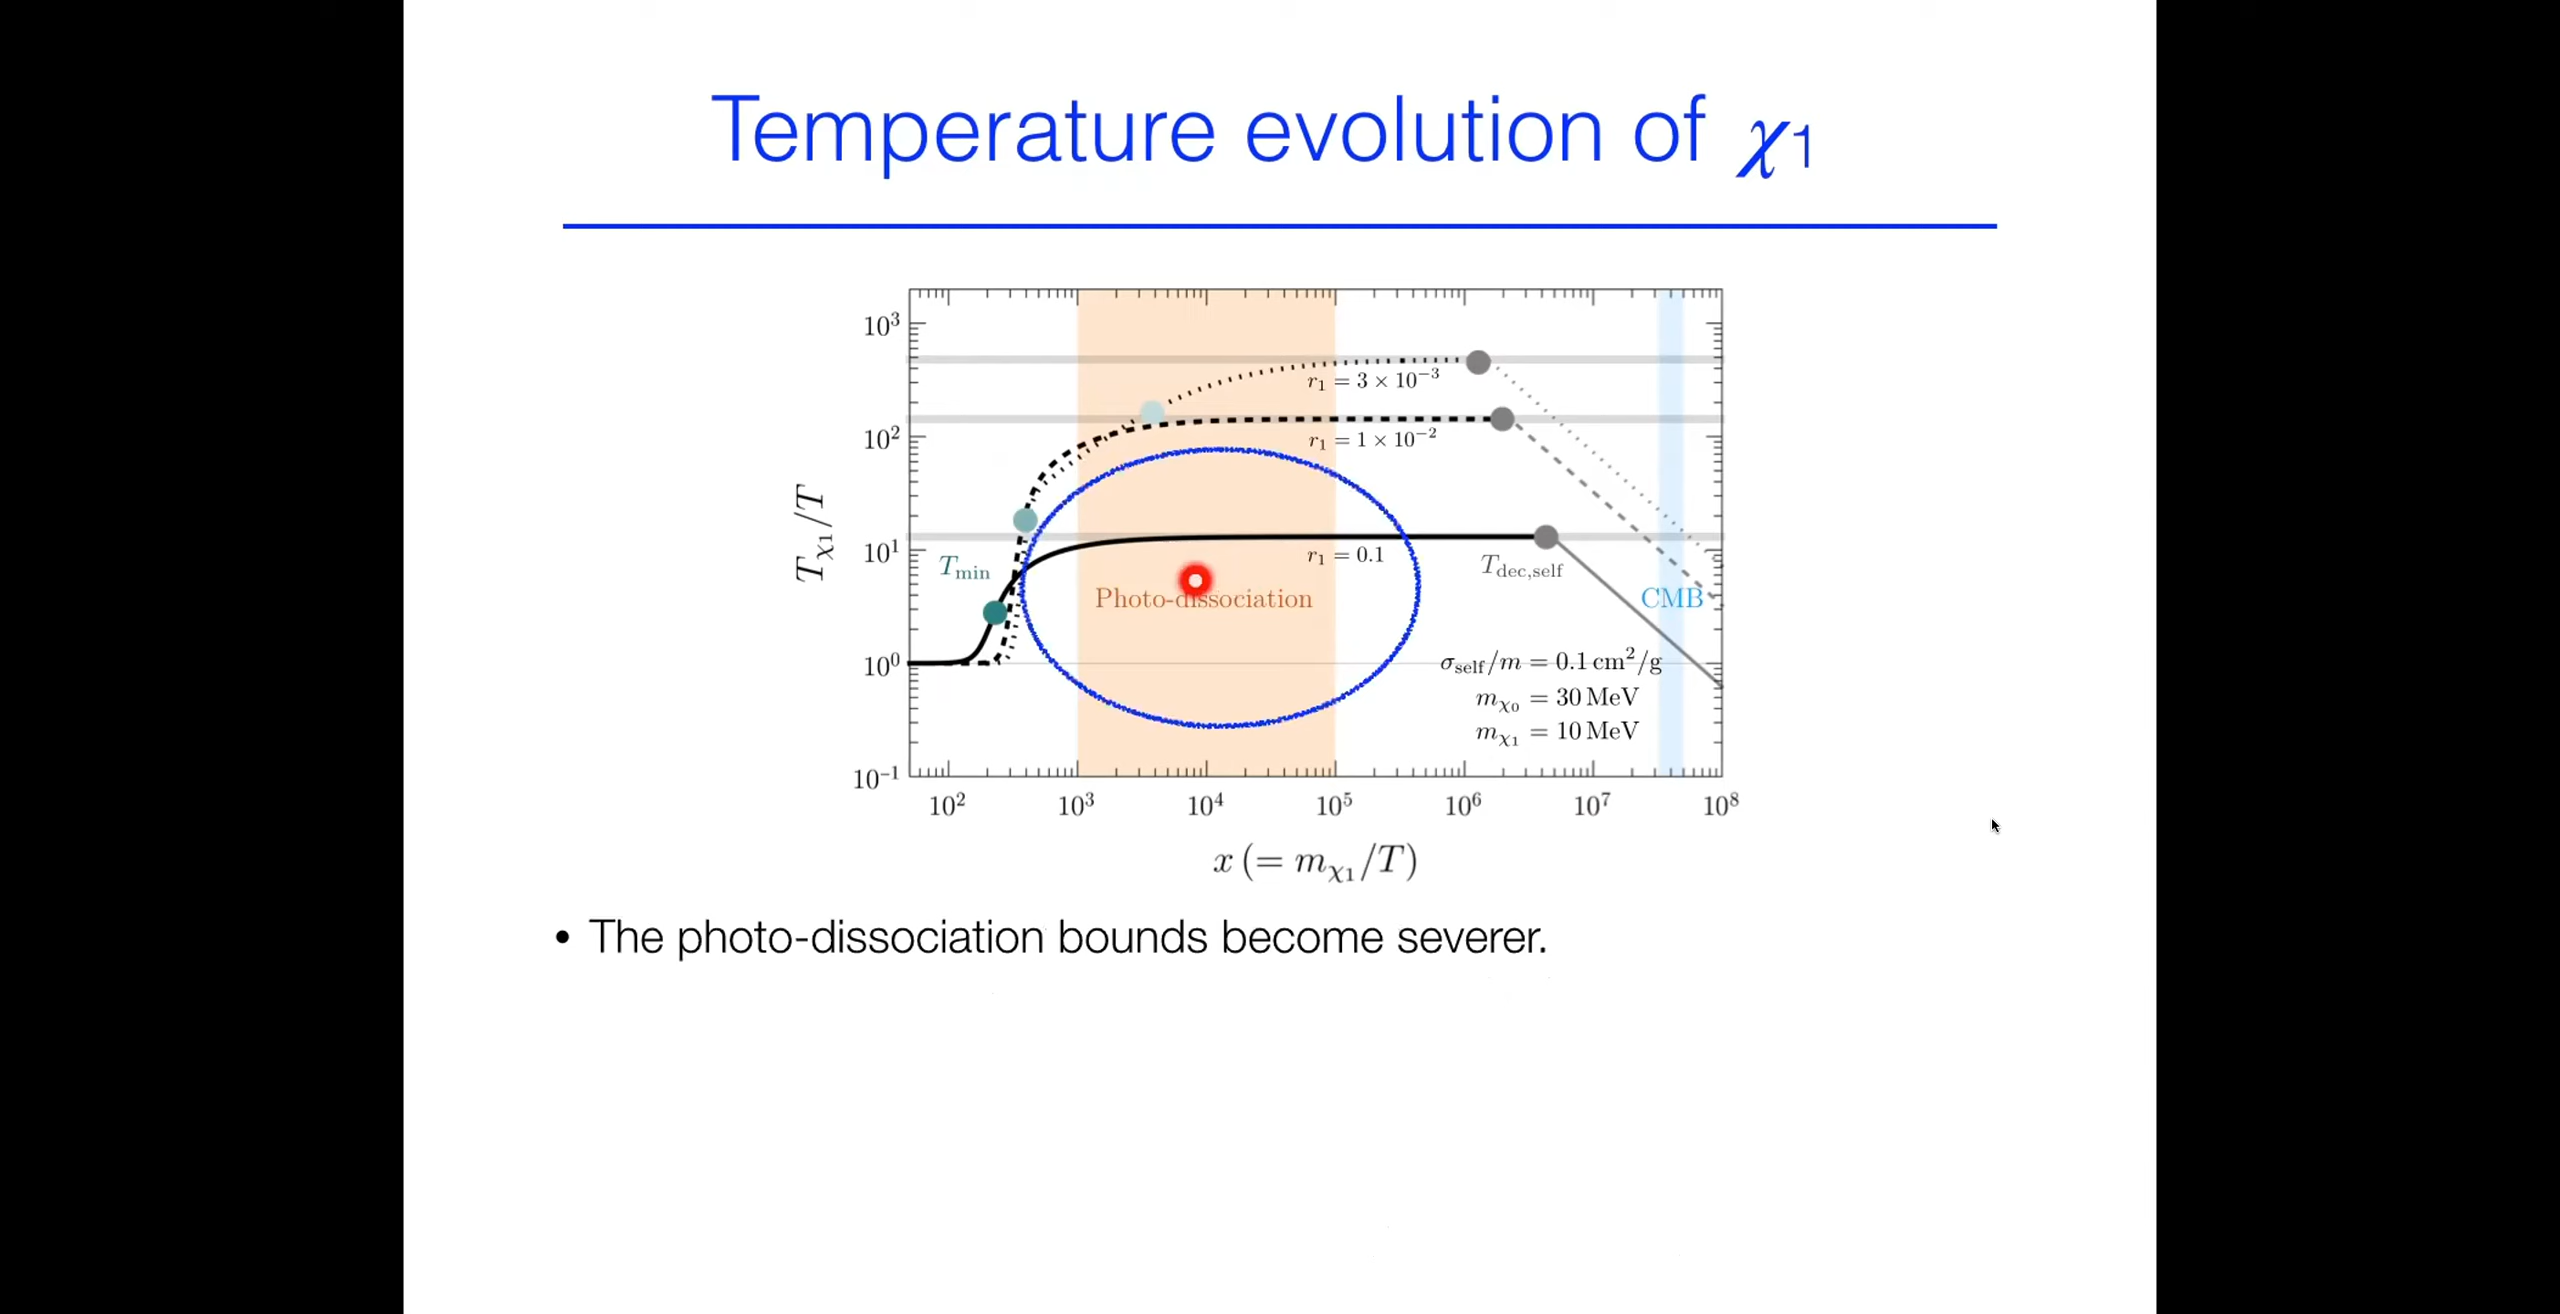 Temperature evolution of χ1
10³
r₁ = 3 × 10⁻³
10²
r₁ = 1 × 10⁻²
T_χ₁/T
10¹
T_min
r₁ = 0.1
T_dec,self
Photo-dissociation
CMB
10⁰
σ_self/m = 0.1 cm²/g
m_χ₀ = 30 MeV
m_χ₁ = 10 MeV
10⁻¹
10² 10³ 10⁴ 10⁵ 10⁶ 10⁷ 10⁸
x (= m_χ₁/T)
• The photo-dissociation bounds become severer.